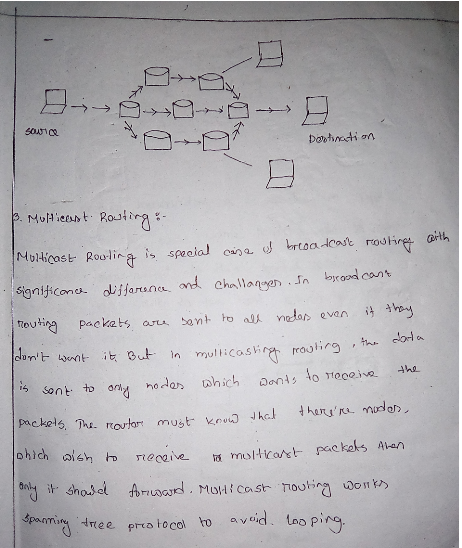 source
Destination
3. Multicast Routing :-
Multicast Routing is special case of broadcast routing with
significance difference and challanges. In broadcast
routing packets are sent to all nodes even if they
don't want it. But in multicasting routing, the data
is sent to only nodes which wants to receive the
packets. The router must know that there're nodes,
which wish to receive multicast packets then
only it should forward. Multicast routing works
spanning tree protocol to avoid. looping.